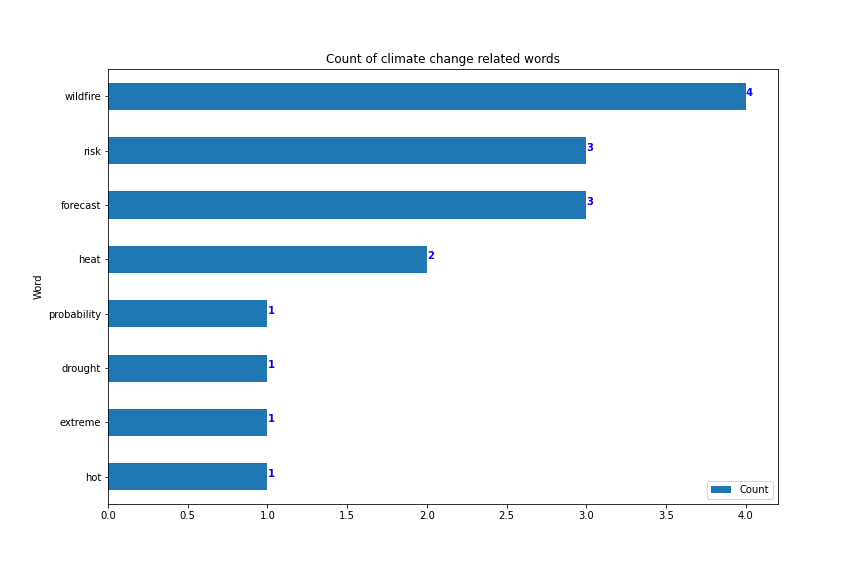 Count of climate change related words
wildfire 4
risk 3
forecast 3
heat 2
Word
probability 1
drought 1
extreme 1
hot 1
Count
0.0 0.5 1.0 1.5 2.0 2.5 3.0 3.5 4.0